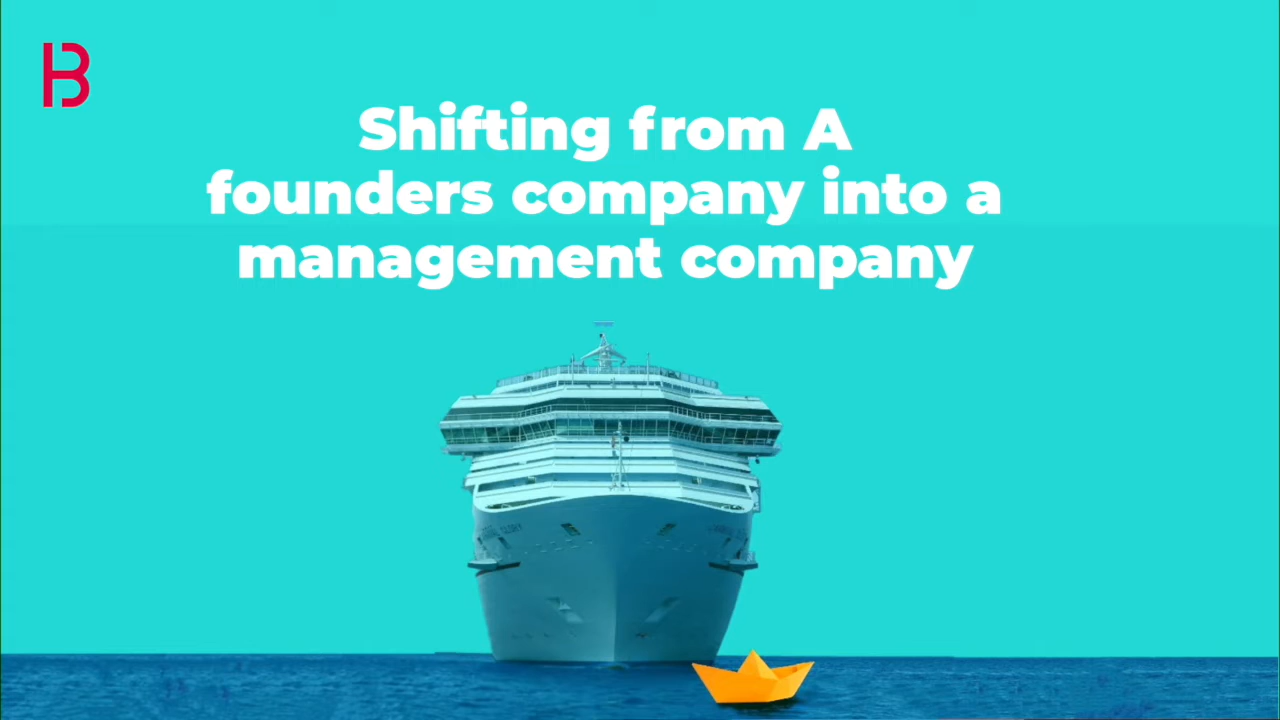 B
Shifting from A
founders company into a
management company